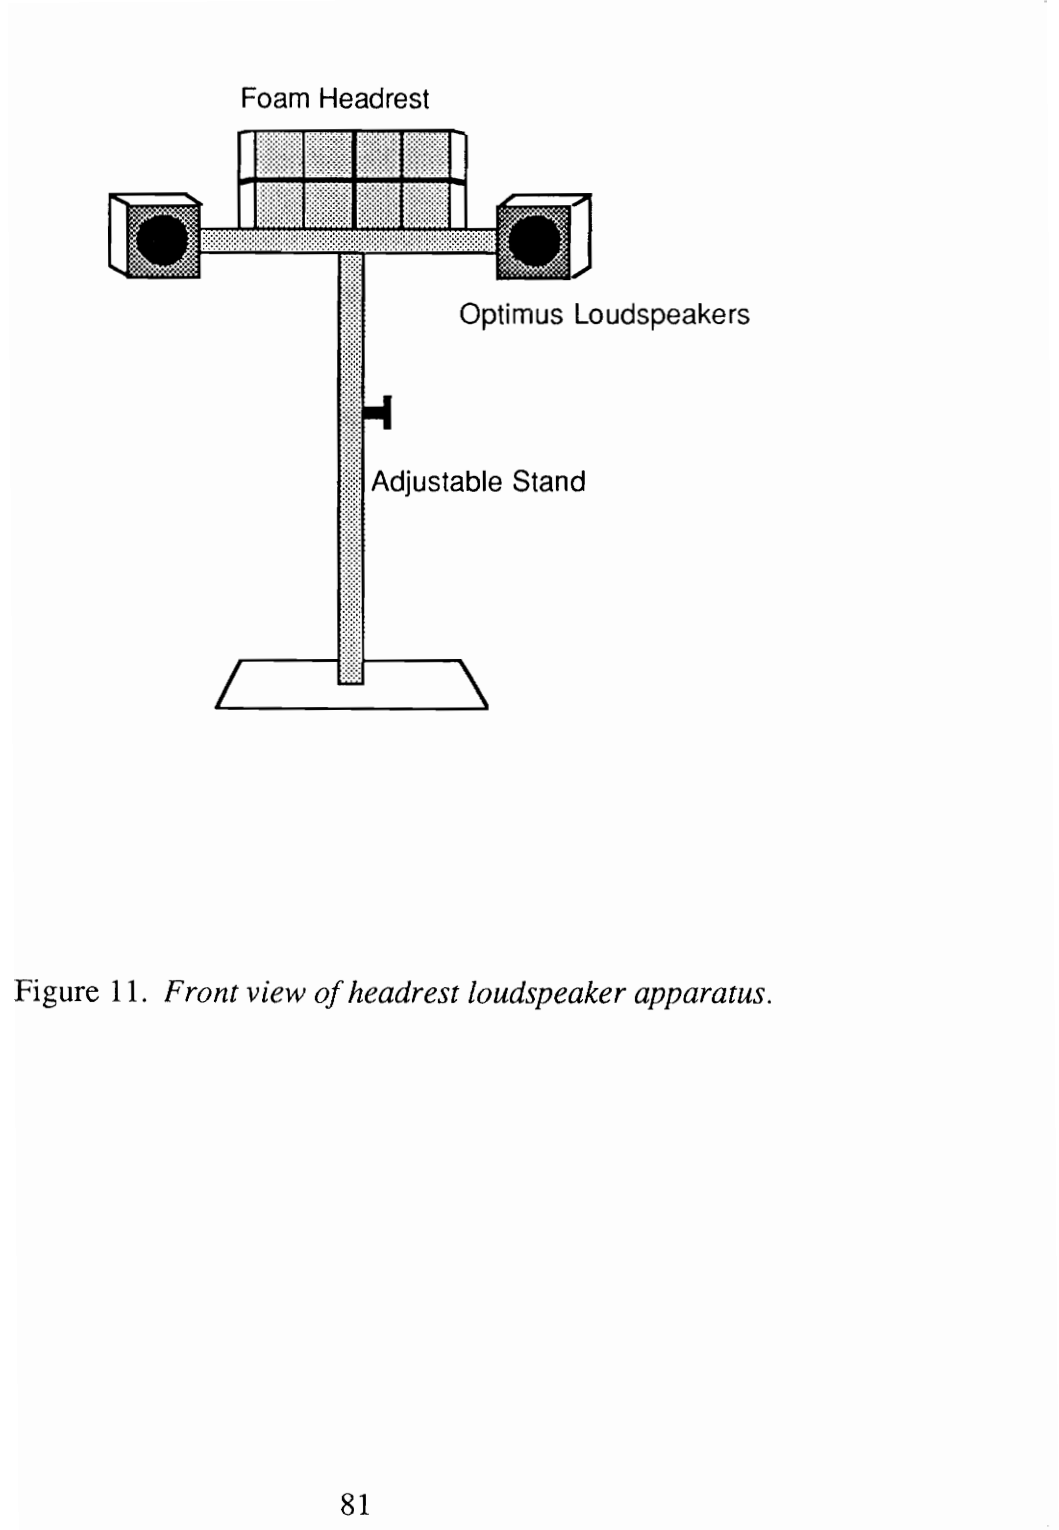 Foam Headrest
Optimus Loudspeakers
Adjustable Stand
Figure 11. Front view of headrest loudspeaker apparatus.
81